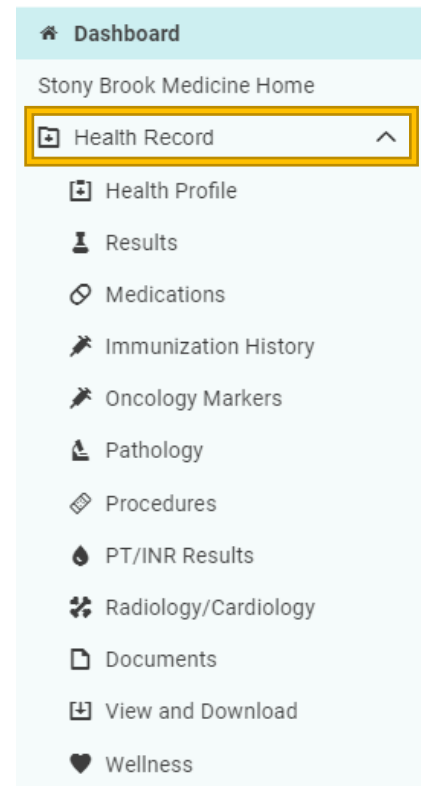 Dashboard
Stony Brook Medicine Home
Health Record
Health Profile
Results
Medications
Immunization History
Oncology Markers
Pathology
Procedures
PT/INR Results
Radiology/Cardiology
Documents
View and Download
Wellness